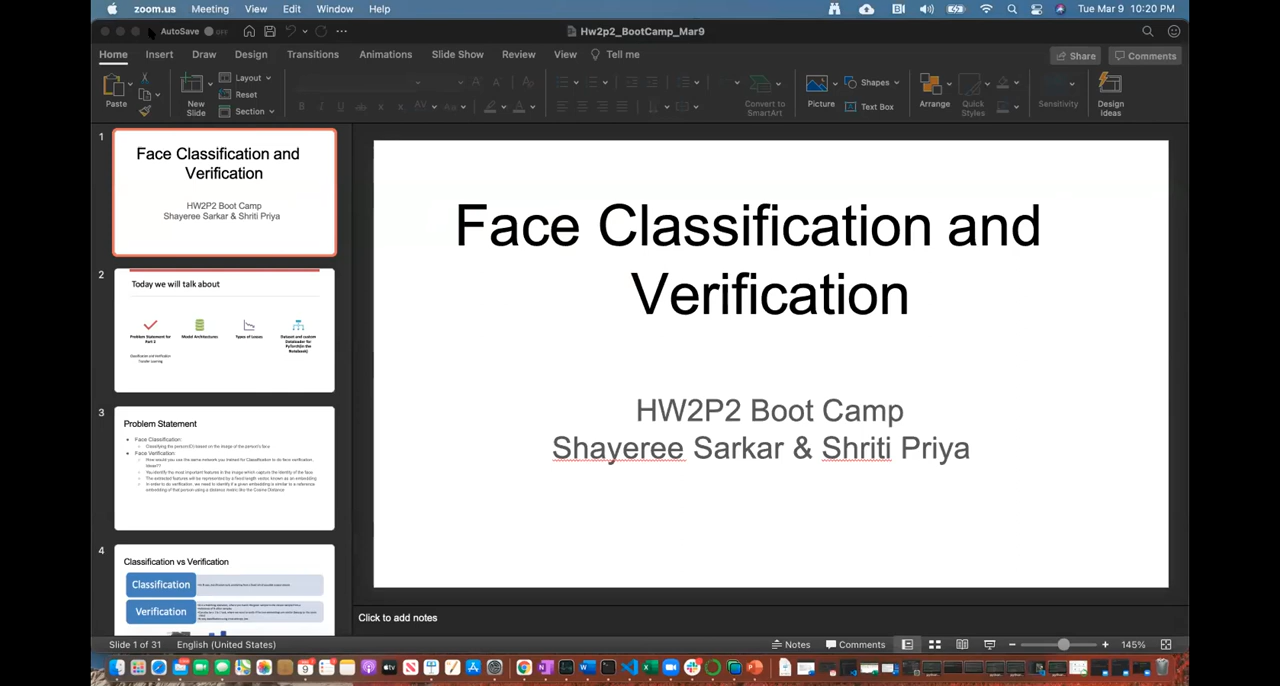 zoom.us Meeting View Edit Window Help Tue Mar 9 10:20 PM
AutoSave OFF Hw2p2_BootCamp_Mar9
Home Insert Draw Design Transitions Animations Slide Show Review View Tell me Share Comments
Paste New Slide Layout Reset Section Convert to SmartArt Picture Shapes Text Box Arrange Quick Styles Sensitivity Design Ideas
1
Face Classification and
Verification
HW2P2 Boot Camp
Shayeree Sarkar & Shriti Priya
2
Today we will talk about
Problem Statement for Part 2
Model Architectures
Types of Losses
Dataset and custom Dataloader for
Classification and Verification
Transfer Learning
3
Problem Statement
Face Classification:
Classifying the person(ID) based on the image of the person's face
Face Verification:
How would you use the same network you trained for Classification to do face verification,
You identify the most important features in the image which capture the identity of the face
The extracted features will be represented by a fixed length vector, known as an embedding
In order to do verification, we need to identify if a given embedding is similar to a reference
embedding of that person using a distance metric like the Cosine Distance
4
Classification vs Verification
Classification
Verification
Face Classification and
Verification
HW2P2 Boot Camp
Shayeree Sarkar & Shriti Priya
Click to add notes
Slide 1 of 31 English (United States) Notes Comments 145%